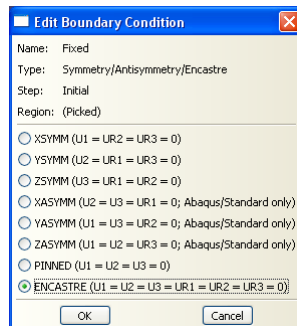 Edit Boundary Condition
Name: Fixed
Type: Symmetry/Antisymmetry/Encastre
Step: Initial
Region: (Picked)
XSYMM (U1 = UR2 = UR3 = 0)
YSYMM (U2 = UR1 = UR3 = 0)
ZSYMM (U3 = UR1 = UR2 = 0)
XASYMM (U2 = U3 = UR1 = 0; Abaqus/Standard only)
YASYMM (U1 = U3 = UR2 = 0; Abaqus/Standard only)
ZASYMM (U1 = U2 = UR3 = 0; Abaqus/Standard only)
PINNED (U1 = U2 = U3 = 0)
ENCASTRE (U1 = U2 = U3 = UR1 = UR2 = UR3 = 0)
OK Cancel